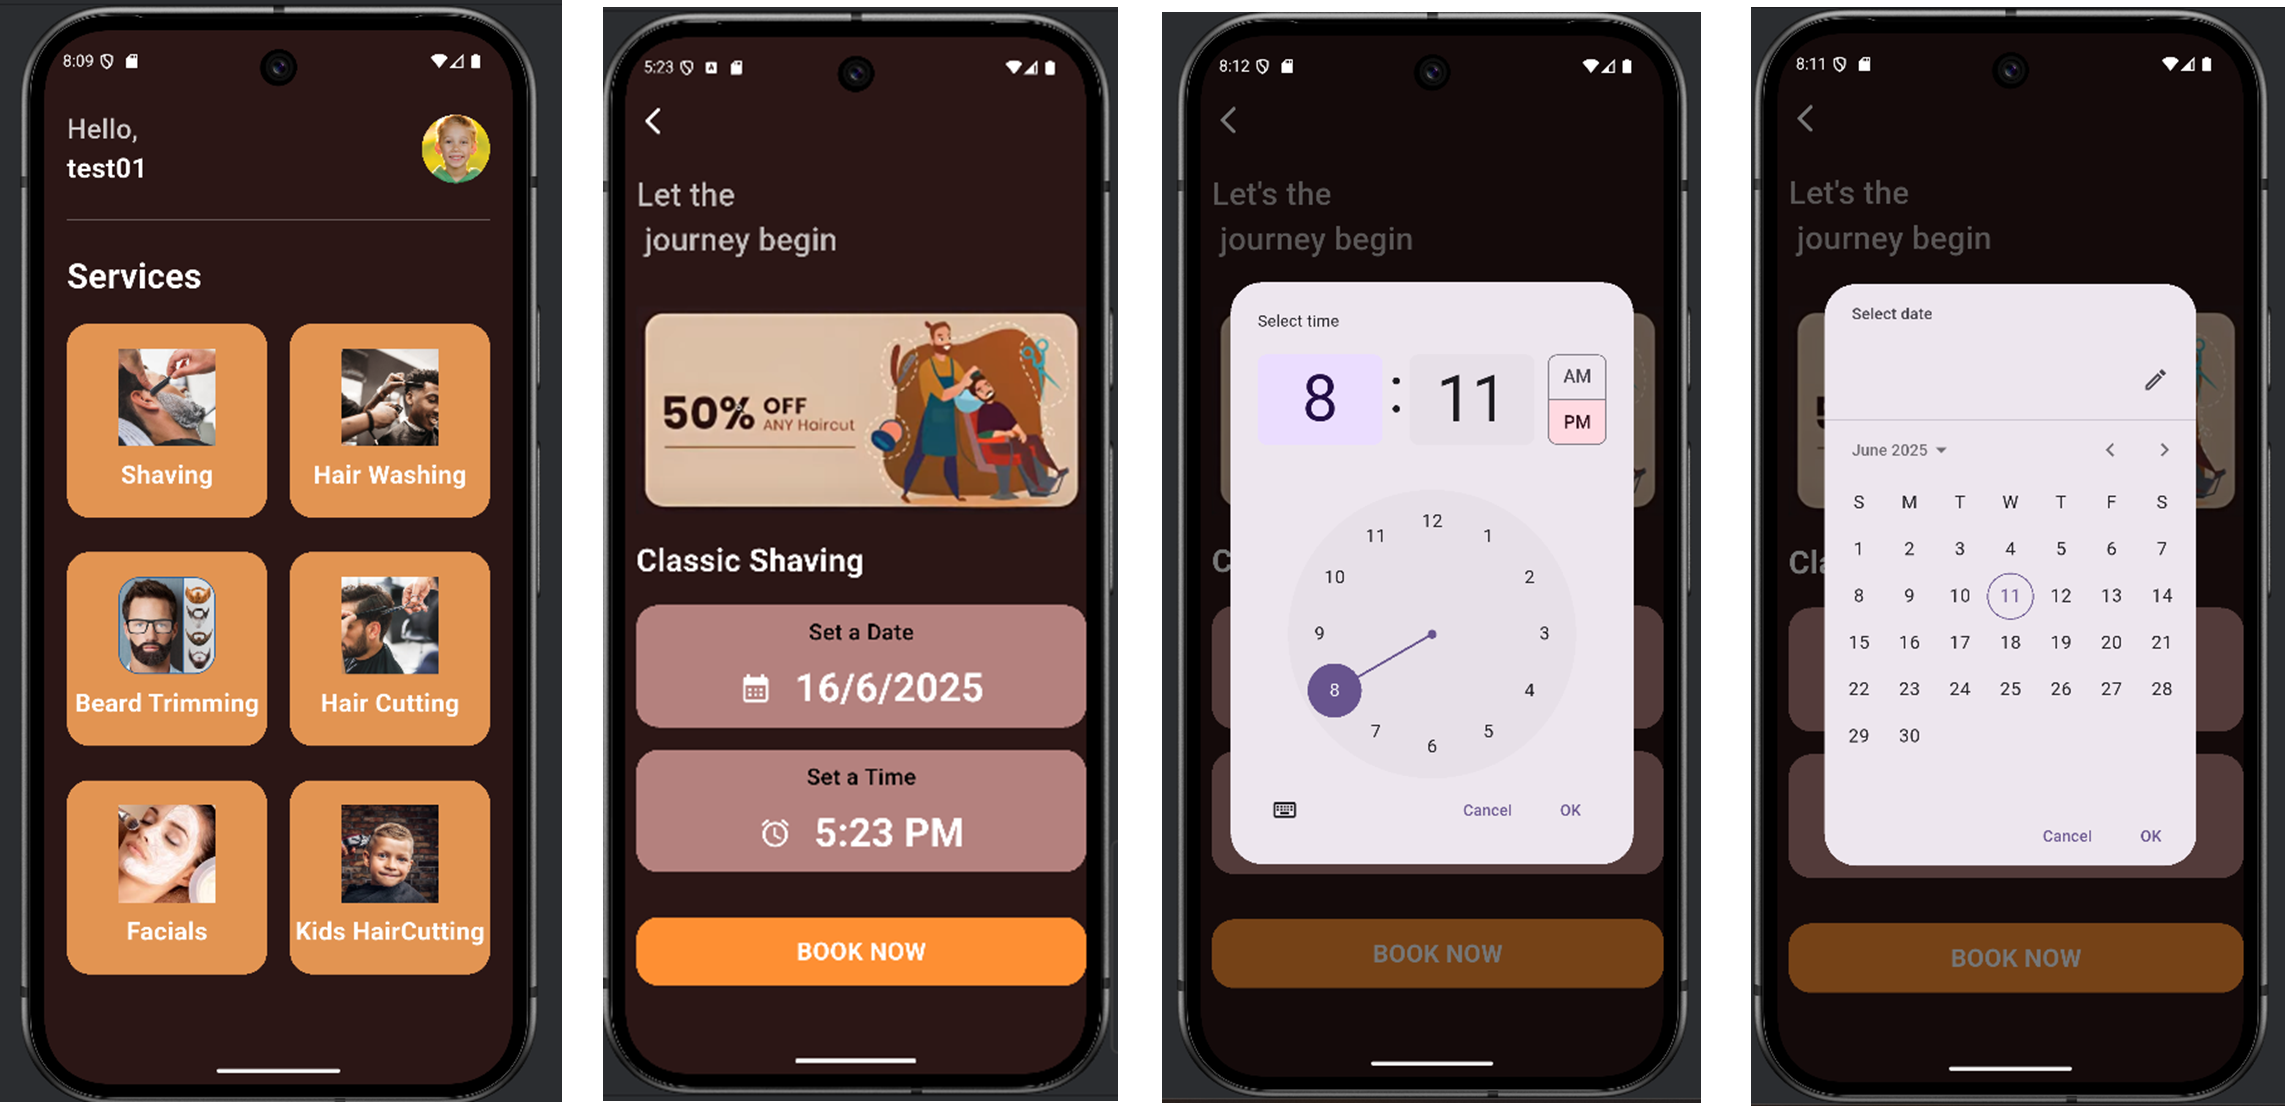 8:09
Hello,
test01
Services
Shaving
Hair Washing
Beard Trimming
Hair Cutting
Facials
Kids HairCutting
5:23
Let the
journey begin
50% OFF
ANY Haircut
Classic Shaving
Set a Date
16/6/2025
Set a Time
5:23 PM
BOOK NOW
8:12
Let's the
journey begin
Select time
8 : 11
AM
PM
12
11 1
10 2
9 3
8 4
7 5
6
Cancel OK
BOOK NOW
8:11
Let's the
journey begin
Select date
June 2025
S M T W T F S
1 2 3 4 5 6 7
8 9 10 11 12 13 14
15 16 17 18 19 20 21
22 23 24 25 26 27 28
29 30
Cancel OK
BOOK NOW